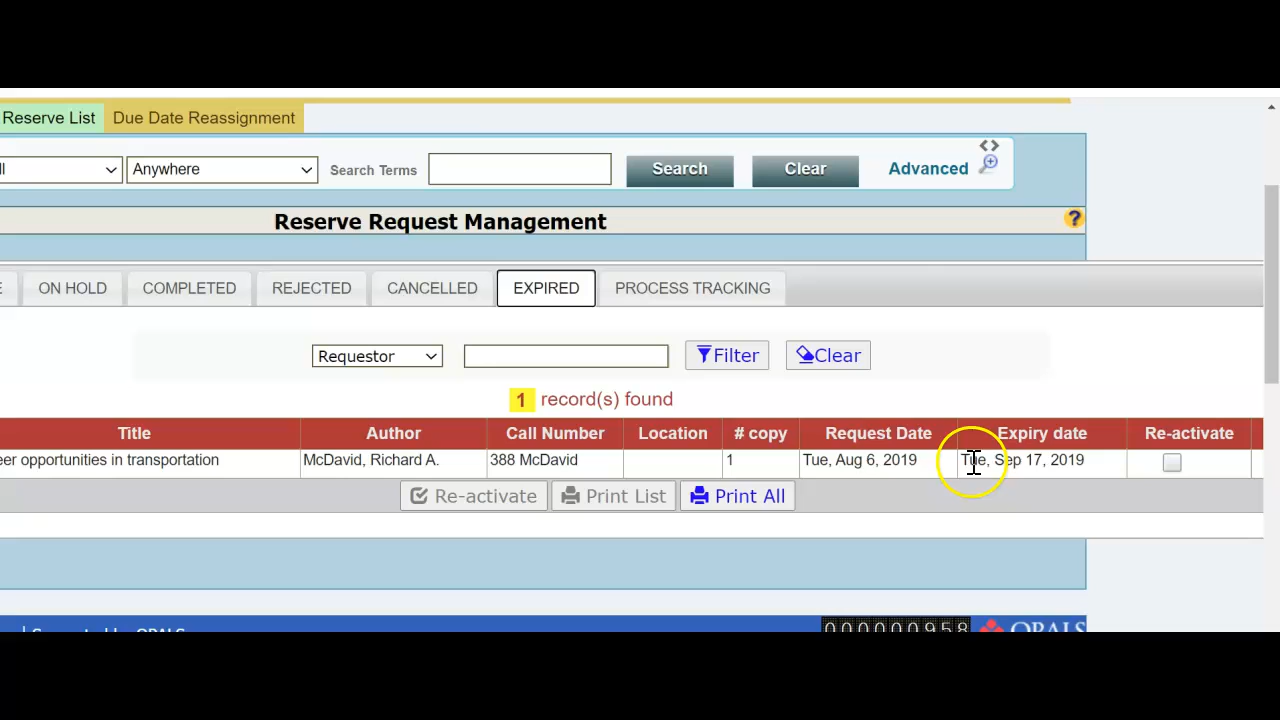 Reserve List Due Date Reassignment
Anywhere Search Terms Search Clear Advanced
Reserve Request Management ?
ON HOLD COMPLETED REJECTED CANCELLED EXPIRED PROCESS TRACKING
Requestor Filter Clear
1 record(s) found
Title Author Call Number Location # copy Request Date Expiry date Re-activate
opportunities in transportation McDavid, Richard A. 388 McDavid 1 Tue, Aug 6, 2019 Tue, Sep 17, 2019
Re-activate Print List Print All
000000958 OPALS